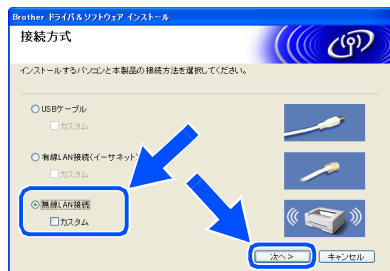 Brother ドライバ&ソフトウェア インストール
接続方式
インストールするパソコンと本製品の接続方法を選択してください。
USBケーブル
カスタム
有線LAN接続(イーサネット)
カスタム
無線LAN接続
カスタム
次へ >
キャンセル